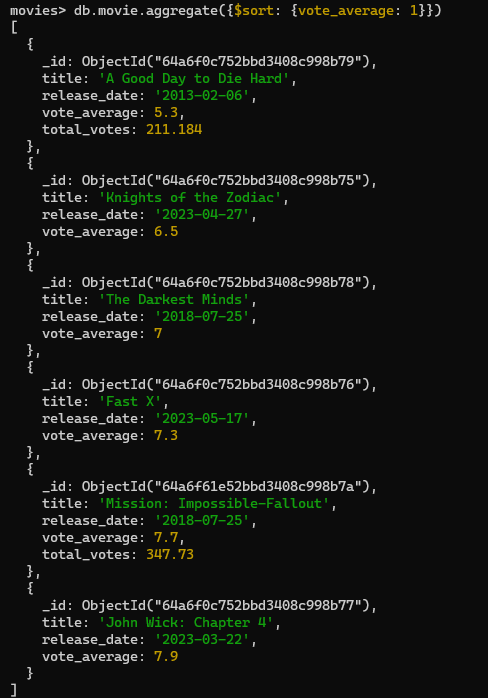 movies> db.movie.aggregate({$sort: {vote_average: 1}})
[
  {
    _id: ObjectId("64a6f0c752bbd3408c998b79"),
    title: 'A Good Day to Die Hard',
    release_date: '2013-02-06',
    vote_average: 5.3,
    total_votes: 211.184
  },
  {
    _id: ObjectId("64a6f0c752bbd3408c998b75"),
    title: 'Knights of the Zodiac',
    release_date: '2023-04-27',
    vote_average: 6.5
  },
  {
    _id: ObjectId("64a6f0c752bbd3408c998b78"),
    title: 'The Darkest Minds',
    release_date: '2018-07-25',
    vote_average: 7
  },
  {
    _id: ObjectId("64a6f0c752bbd3408c998b76"),
    title: 'Fast X',
    release_date: '2023-05-17',
    vote_average: 7.3
  },
  {
    _id: ObjectId("64a6f61e52bbd3408c998b7a"),
    title: 'Mission: Impossible-Fallout',
    release_date: '2018-07-25',
    vote_average: 7.7,
    total_votes: 347.73
  },
  {
    _id: ObjectId("64a6f0c752bbd3408c998b77"),
    title: 'John Wick: Chapter 4',
    release_date: '2023-03-22',
    vote_average: 7.9
  }
]